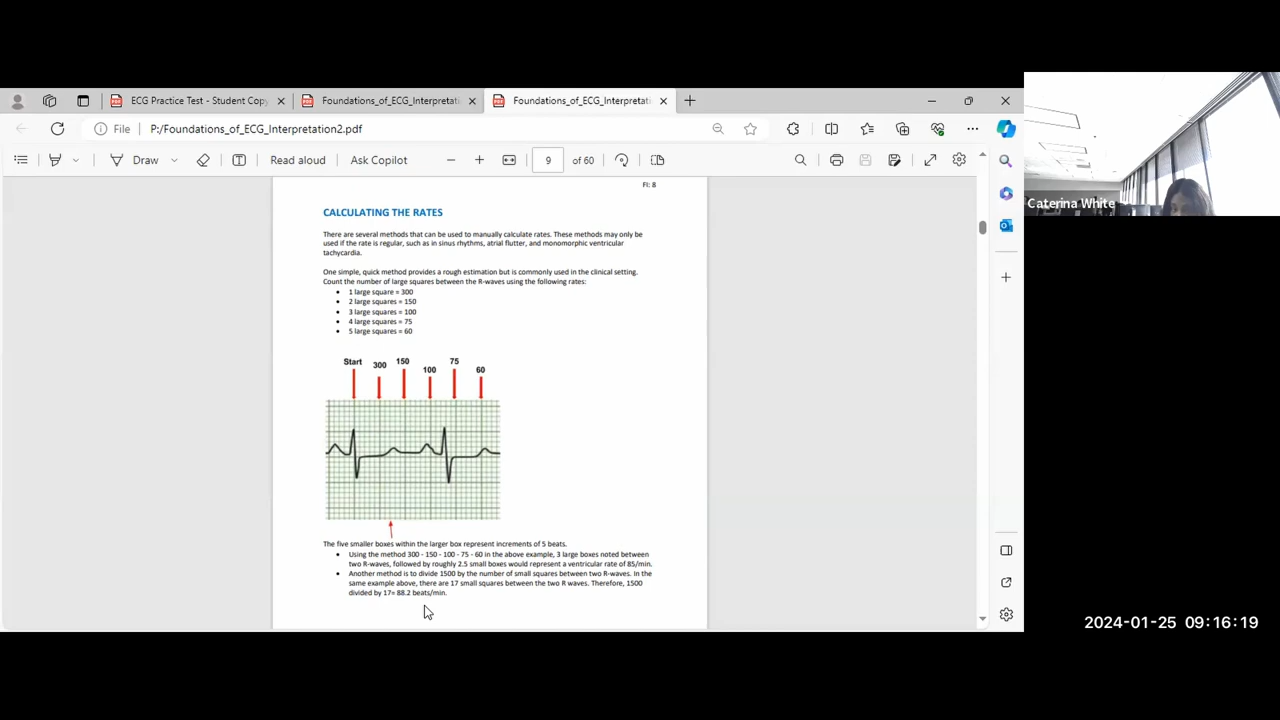 ECG Practice Test - Student Copy
Foundations_of_ECG_Interpretati
Foundations_of_ECG_Interpretati
File
P:/Foundations_of_ECG_Interpretation2.pdf
Draw
Read aloud
Ask Copilot
9
of 60
Caterina White
FI: 8
CALCULATING THE RATES
There are several methods that can be used to manually calculate rates. These methods may only be
used if the rate is regular, such as in sinus rhythms, atrial flutter, and monomorphic ventricular
tachycardia.
One simple, quick method provides a rough estimation but is commonly used in the clinical setting.
Count the number of large squares between the R-waves using the following rates:
• 1 large square = 300
• 2 large squares = 150
• 3 large squares = 100
• 4 large squares = 75
• 5 large squares = 60
Start 300 150 100 75 60
The five smaller boxes within the larger box represent increments of 5 beats.
• Using the method 300 - 150 - 100 - 75 - 60 in the above example, 3 large boxes noted between
two R-waves, followed by roughly 2.5 small boxes would represent a ventricular rate of 85/min.
• Another method is to divide 1500 by the number of small squares between two R-waves. In the
same example above, there are 17 small squares between the two R waves. Therefore, 1500
divided by 17= 88.2 beats/min.
2024-01-25 09:16:19